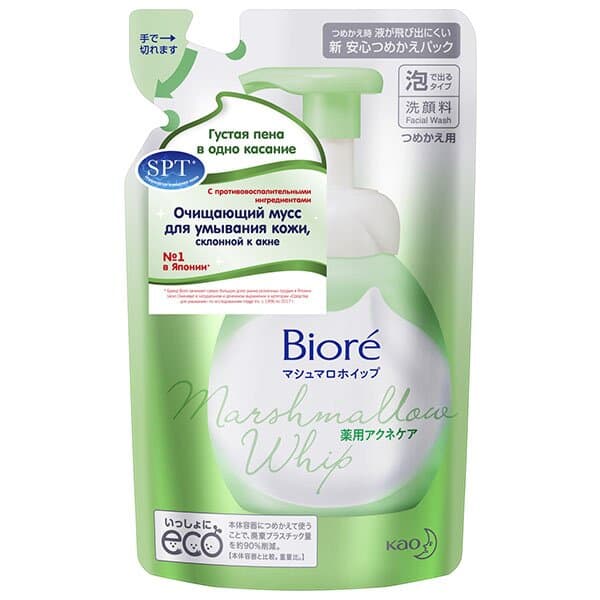 手で→
切れます
つめかえ時 液が飛び出にくい
新 安心つめかえパック
泡で出る
タイプ
洗顔料
Facial Wash
つめかえ用
Густая пена
в одно касание
SPT*
С противовоспалительными
ингредиентами
Очищающий мусс
для умывания кожи,
склонной к акне
№1
в Японии*
Bioré
マシュマロホイップ
Marshmallow
Whip
薬用アクネケア
いっしょに
eco
本体容器につめかえて使う
ことで、廃棄プラスチック量
を約90%削減。
【本体容器と比較。重量比。】
Kao